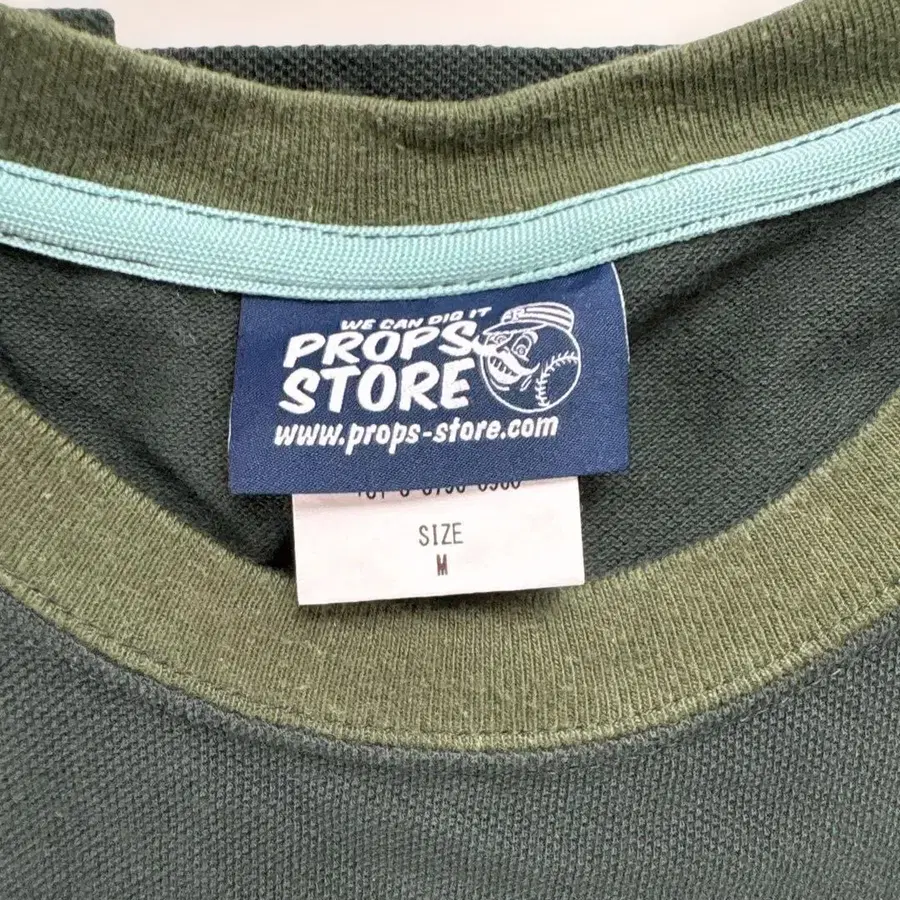 WE CAN DIG IT
PROPS
STORE
www.props-store.com
SIZE
M